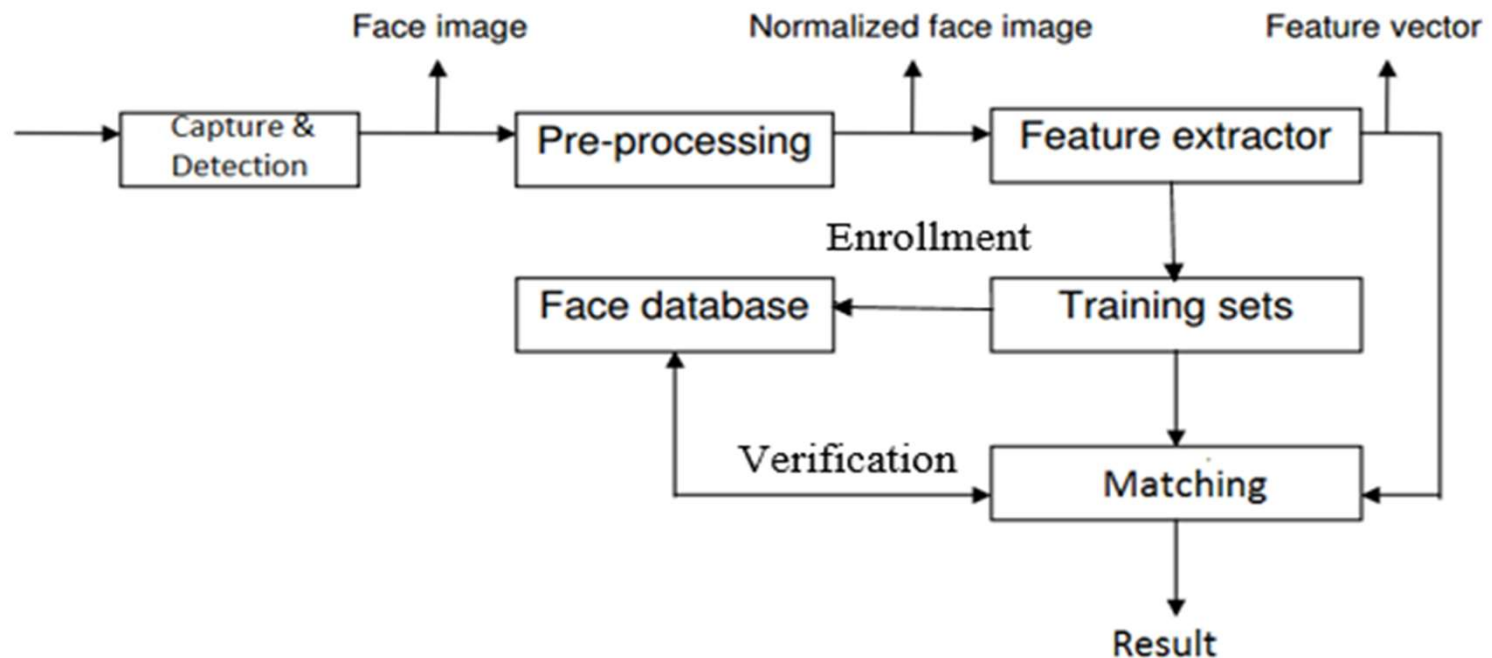 Face image
Normalized face image
Feature vector
Capture &
Detection
Pre-processing
Feature extractor
Enrollment
Face database
Training sets
Verification
Matching
Result